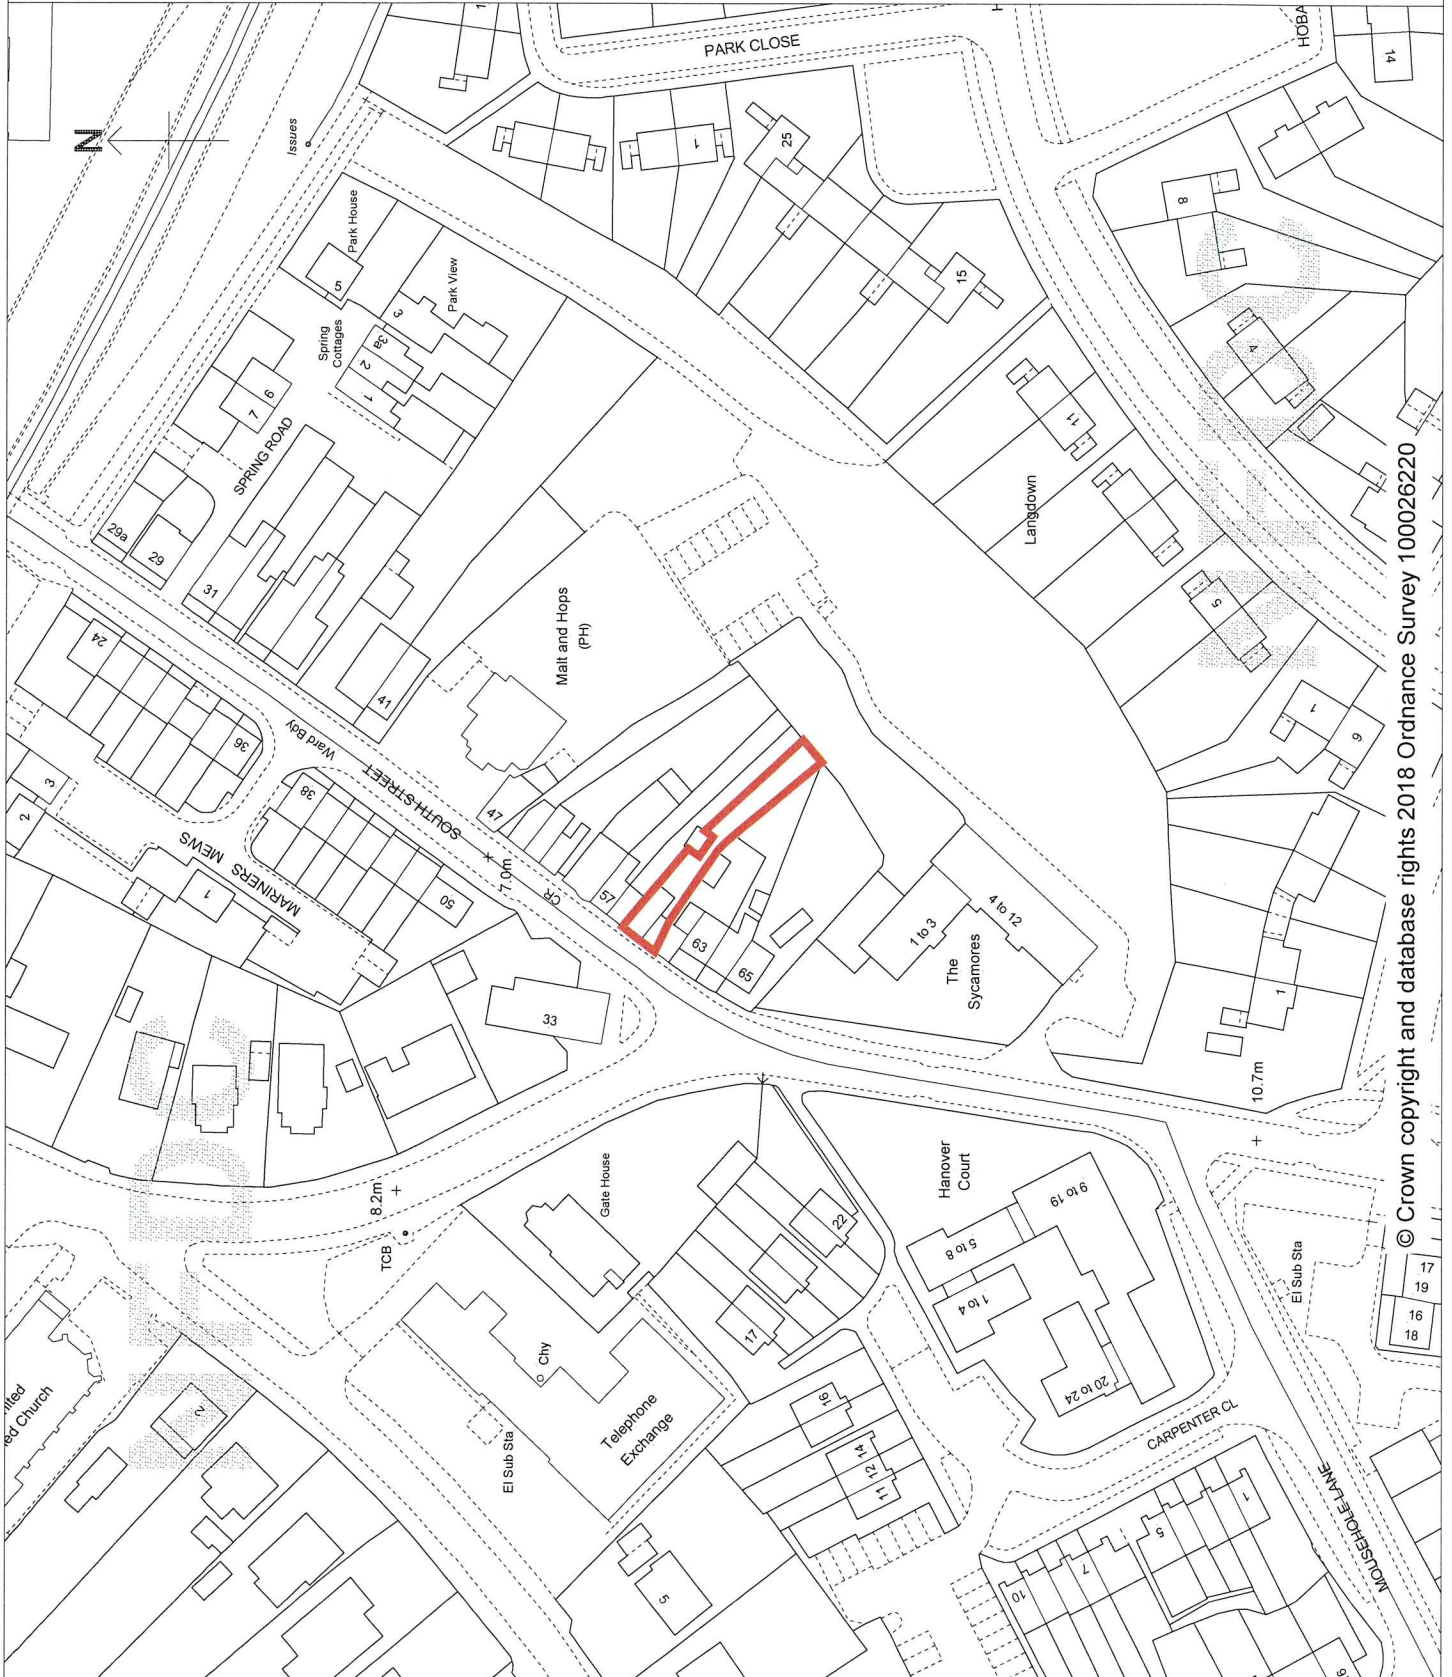 PARK CLOSE
H
HOBA
14
1
N
Issues
Park House
5
25
1
8
Park View
3
Spring
Cottages
3a
2
1
15
6
7
SPRING ROAD
4
11
29a
29
31
Langdown
24
Malt and Hops
(PH)
5
41
Ward Bdy
36
SOUTH STREET
1
9
3
2
38
47
MARINERS MEWS
7.0m
CR
57
50
1
4 to 12
1 to 3
63
65
The
Sycamores
1
33
10.7m
Hanover
Court
Gate House
8.2m
9 to 19
22
5 to 8
TCB
El Sub Sta
1 to 4
17
19
16
18
17
Chy
20 to 24
2
ited
ed Church
16
Telephone
Exchange
CARPENTER CL
El Sub Sta
11 12 14
MOUSEHOLE LANE
1
5
7
10
5
© Crown copyright and database rights 2018 Ordnance Survey 100026220